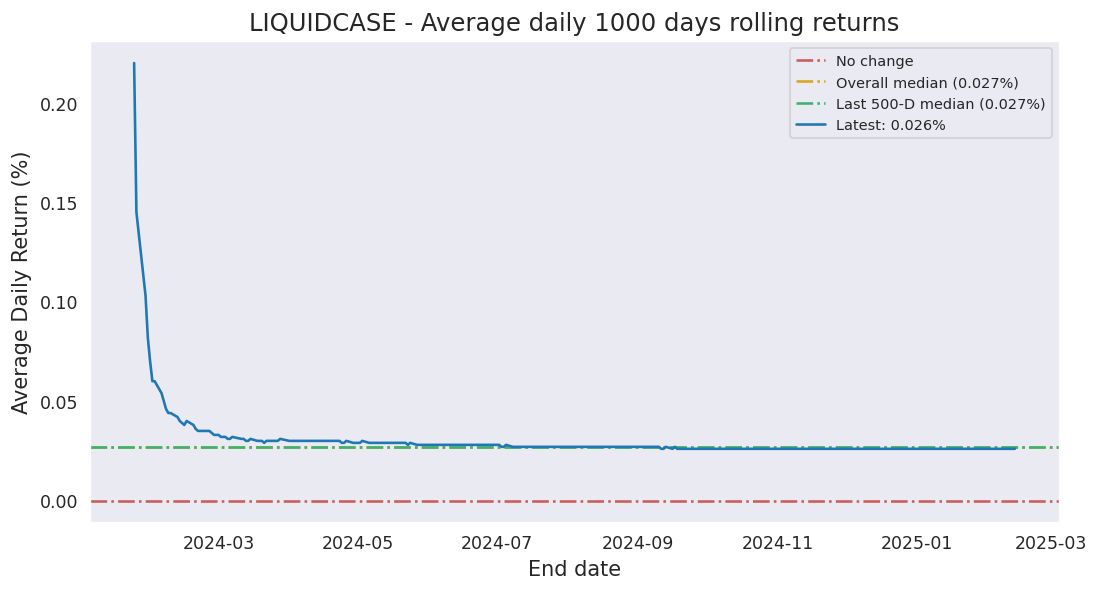 LIQUIDCASE - Average daily 1000 days rolling returns
No change
Overall median (0.027%)
Last 500-D median (0.027%)
Latest: 0.026%
Average Daily Return (%)
0.20
0.15
0.10
0.05
0.00
2024-03 2024-05 2024-07 2024-09 2024-11 2025-01 2025-03
End date